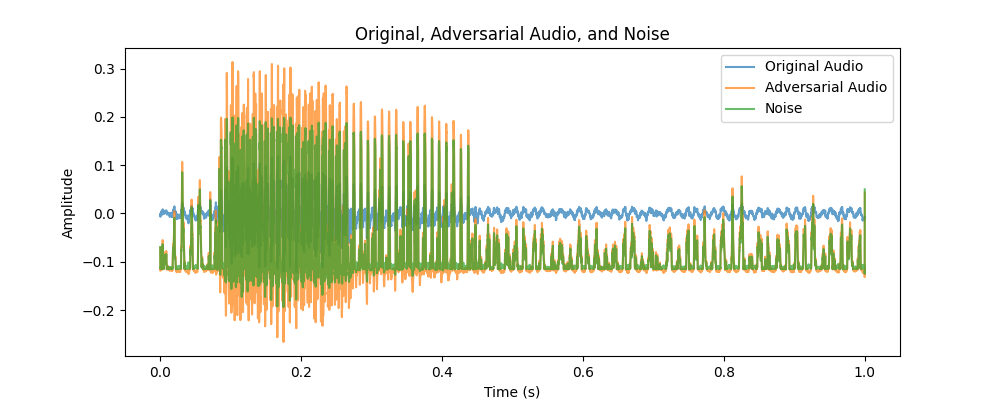 Original, Adversarial Audio, and Noise
Original Audio
Adversarial Audio
Noise
Amplitude
0.3
0.2
0.1
0.0
−0.1
−0.2
0.0
0.2
0.4
0.6
0.8
1.0
Time (s)